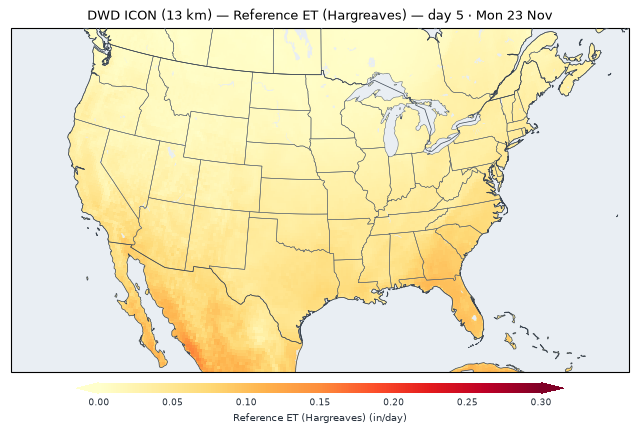 DWD ICON (13 km) — Reference ET (Hargreaves) — day 5 · Mon 23 Nov
0.00 0.05 0.10 0.15 0.20 0.25 0.30
Reference ET (Hargreaves) (in/day)